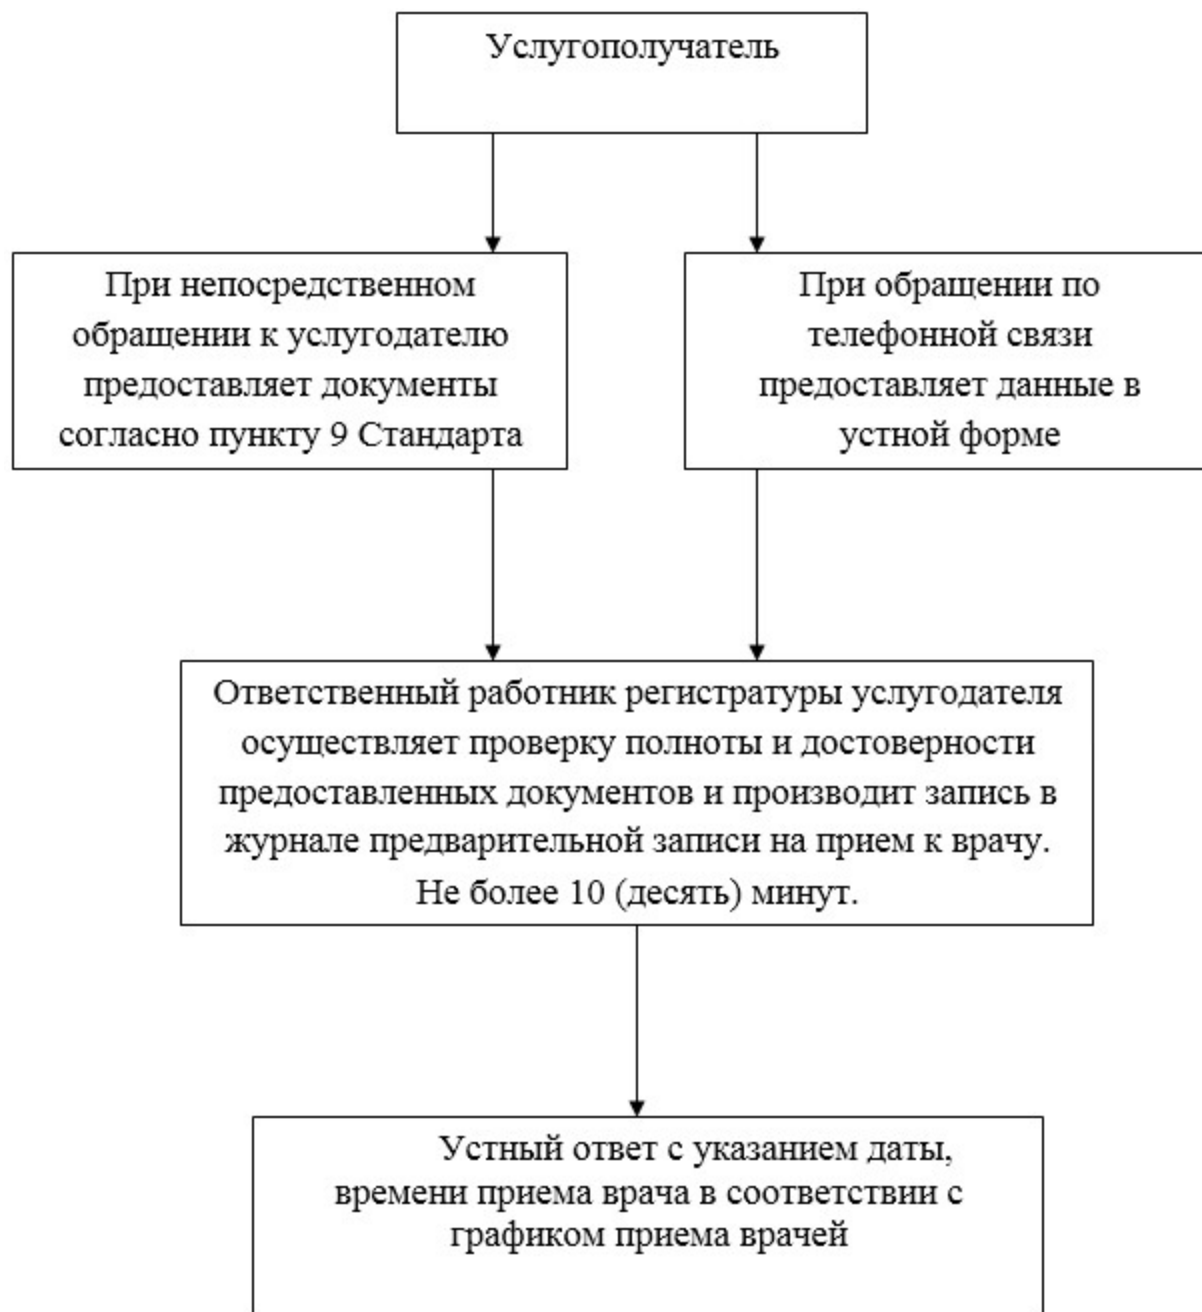 Услугополучатель
При непосредственном
обращении к услугодателю
предоставляет документы
согласно пункту 9 Стандарта
При обращении по
телефонной связи
предоставляет данные в
устной форме
Ответственный работник регистратуры услугодателя
осуществляет проверку полноты и достоверности
предоставленных документов и производит запись в
журнале предварительной записи на прием к врачу.
Не более 10 (десять) минут.
Устный ответ с указанием даты,
времени приема врача в соответствии с
графиком приема врачей